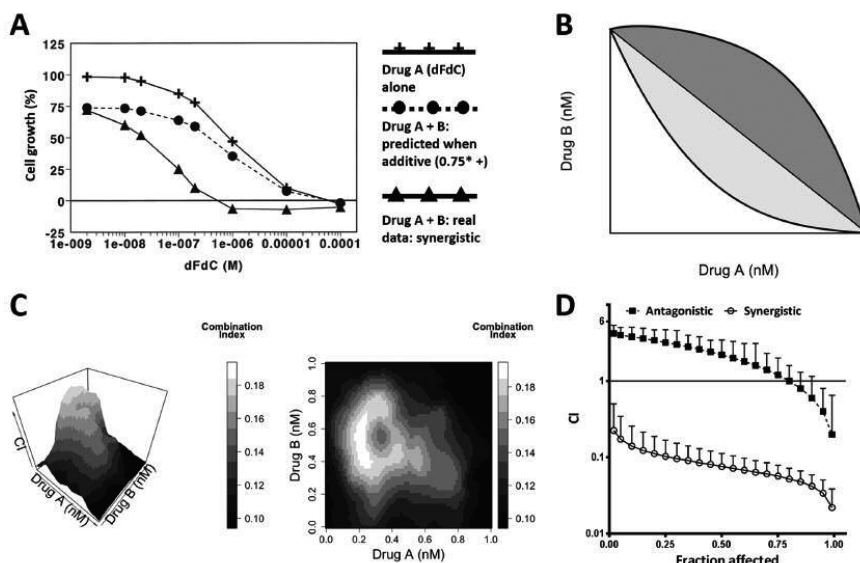 A
Cell growth (%)
125
100
75
50
25
0
-25
1e-009
1e-008
1e-007
1e-006
0.00001
0.0001
dFdC (M)
Drug A (dFdC)
alone
Drug A + B:
predicted when
additive (0.75* +)
Drug A + B: real
data: synergistic
B
Drug B (nM)
Drug A (nM)
C
CI
Drug A (nM)
Drug B (nM)
Combination
Index
0.18
0.16
0.14
0.12
0.10
Drug B (nM)
1.0
0.8
0.6
0.4
0.2
0.0
0.0
0.2
0.4
0.6
0.8
1.0
Drug A (nM)
Combination
Index
0.18
0.16
0.14
0.12
0.10
D
Antagonistic
Synergistic
CI
6
1
0.1
0.01
0.00
0.25
0.50
0.75
1.00
Fraction affected